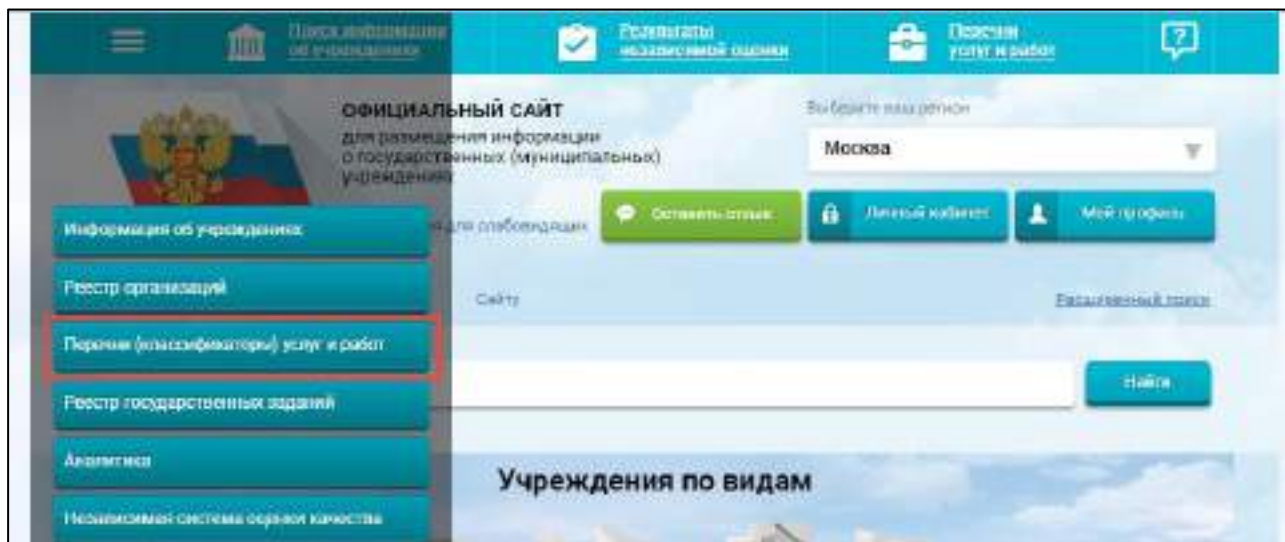 Поиск информации
об учреждениях
Результаты
независимой оценки
Перечни
услуг и работ
?
ОФИЦИАЛЬНЫЙ САЙТ
для размещения информации
о государственных (муниципальных)
учреждениях
Выберите ваш регион
Москва
для слабовидящих
Оставить отзыв
Личный кабинет
Мой профиль
Информация об учреждениях
Реестр организаций
Сайту
Расширенный поиск
Перечни (классификаторы) услуг и работ
Найти
Реестр государственных заданий
Аналитика
Учреждения по видам
Независимая система оценки качества